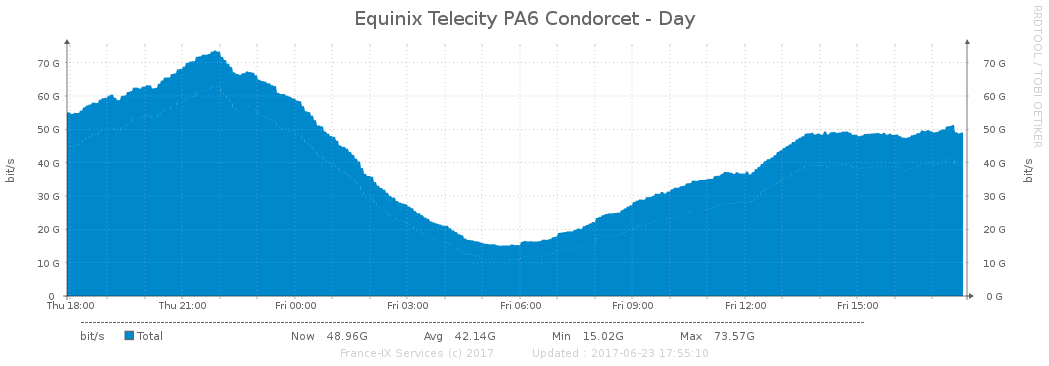 Equinix Telecity PA6 Condorcet - Day
RRDTOOL / TOBI OETIKER
bit/s
bit/s
70 G 70 G
60 G 60 G
50 G 50 G
40 G 40 G
30 G 30 G
20 G 20 G
10 G 10 G
0 0 G
Thu 18:00 Thu 21:00 Fri 00:00 Fri 03:00 Fri 06:00 Fri 09:00 Fri 12:00 Fri 15:00
bit/s Total Now 48.96G Avg 42.14G Min 15.02G Max 73.57G
France-IX Services (c) 2017 Updated : 2017-06-23 17:55:10